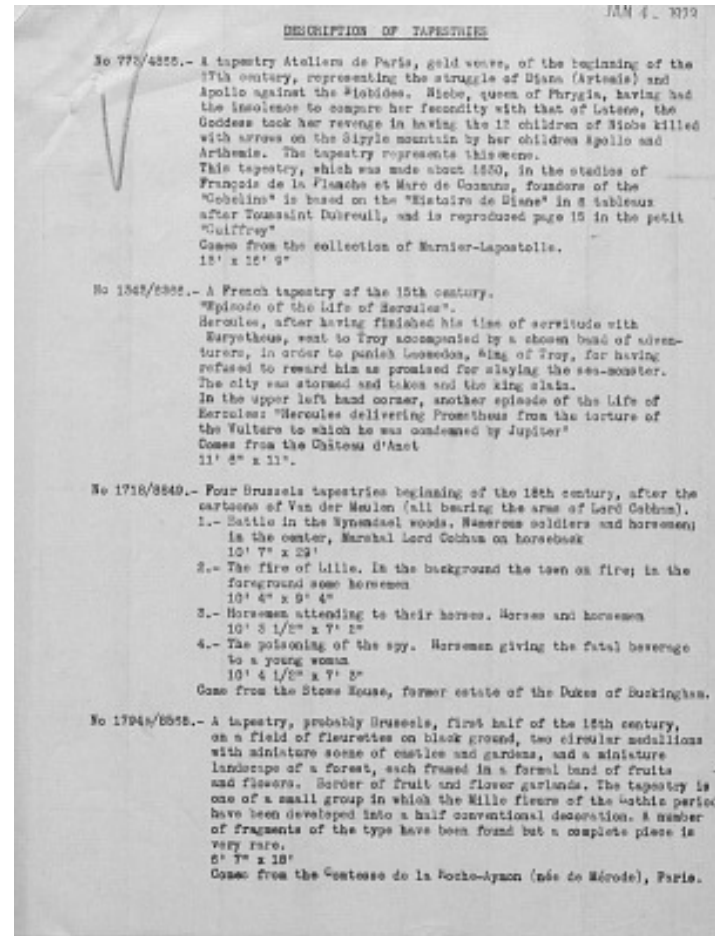 JAN 4 -
DESCRIPTION OF TAPESTRIES
No 773/ .- A tapestry Ateliers de Paris, gold weave, of the beginning of the
17th century, representing the struggle of Diana (Artemis) and
Apollo against the Niobides. Niobe, queen of Phrygia, having had
the insolence to compare her fecondity with that of Latone, the
Goddess took her revenge in having the 12 children of Niobe killed
with arrows on the Sipyle mountain by her children Apollo and
Arthemis. The tapestry represents this scene.
This tapestry, which was made about 1630, in the studios of
François de la Planche et Marc de Comans, founders of the
"Gobelins" is based on the "Histoire de Diane" in 8 tableaux
after Toussaint Dubreuil, and is reproduced page 15 in the petit
"Guiffrey"
Comes from the collection of Marnier-Lapostolle.
x 9"
No .- A French tapestry of the 15th century.
"Episode of the Life of Hercules".
Hercules, after having finished his time of servitude with
Eurystheus, went to Troy accompanied by a chosen band of adven-
turers, in order to punish Laomedon, King of Troy, for having
refused to reward him as promised for slaying the sea-monster.
The city was stormed and taken and the king slain.
In the upper left hand corner, another episode of the Life of
Hercules: "Hercules delivering Prometheus from the torture of
the Vulture to which he was condemned by Jupiter"
Comes from the Château d'Anet
11' 6" x 11".
No 1718/ .- Four Brussels tapestries beginning of the 18th century, after the
cartoons of Van der Meulen (all bearing the arms of Lord Cobham).
1.- Battle in the Wynendael woods. Numerous soldiers and horsemen;
in the center, Marshal Lord Cobham on horseback
10' 7" x 29'
2.- The fire of Lille. In the background the town on fire; in the
foreground some horsemen
10' 4" x 9' 4"
3.- Horsemen attending to their horses. Horses and horsemen
10' 3 1/2" x 7' 2"
4.- The poisoning of the spy. Horsemen giving the fatal beverage
to a young woman
10' 4 1/2" x 7' 3"
Come from the Stowe House, former estate of the Dukes of Buckingham.
No .- A tapestry, probably Brussels, first half of the 16th century,
on a field of fleurettes on black ground, two circular medallions
with miniature scene of castles and gardens, and a miniature
landscape of a forest, each framed in a formal band of fruits
and flowers. Border of fruit and flower garlands. The tapestry is
one of a small group in which the Mille fleurs of the Gothic period
have been developed into a half conventional decoration. A number
of fragments of the type have been found but a complete piece is
very rare.
7" x 18'
Comes from the Comtesse de la Roche-Aymon (née de Mérode), Paris.